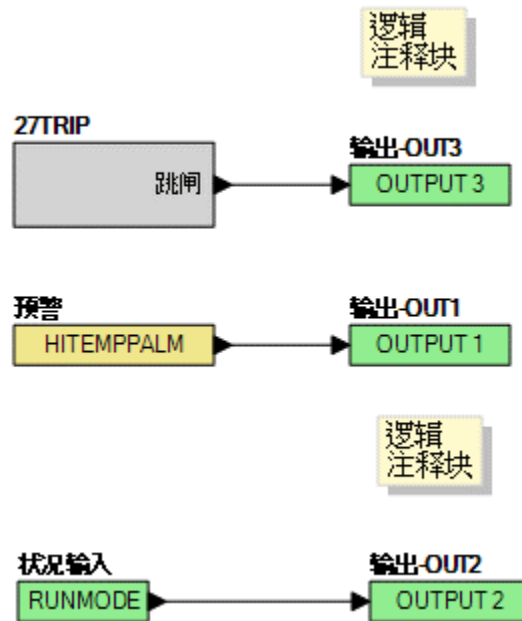 逻辑
注释块
27TRIP
跳闸
输出-OUT3
OUTPUT 3
预警
HITEMPPALM
输出-OUT1
OUTPUT 1
逻辑
注释块
状况输入
RUNMODE
输出-OUT2
OUTPUT 2